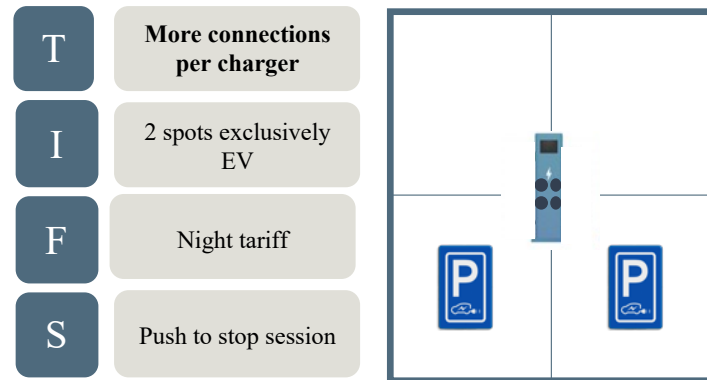 T
More connections
per charger
I
2 spots exclusively
EV
F
Night tariff
S
Push to stop session
P
P